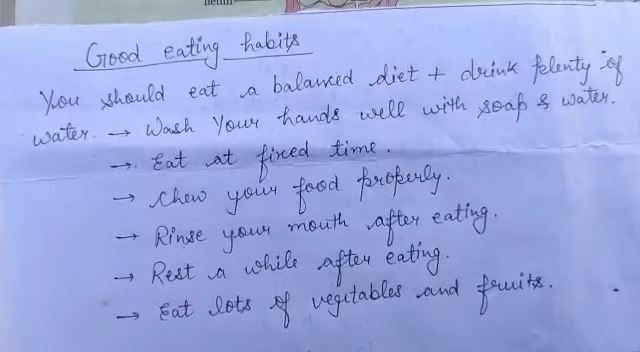 Good eating habits
You should eat a balanced diet + drink plenty of
water. → Wash your hands well with soap & water.
→ Eat at fixed time.
→ Chew your food properly.
→ Rinse your mouth after eating.
→ Rest a while after eating.
→ Eat lots of vegitables and fruits.